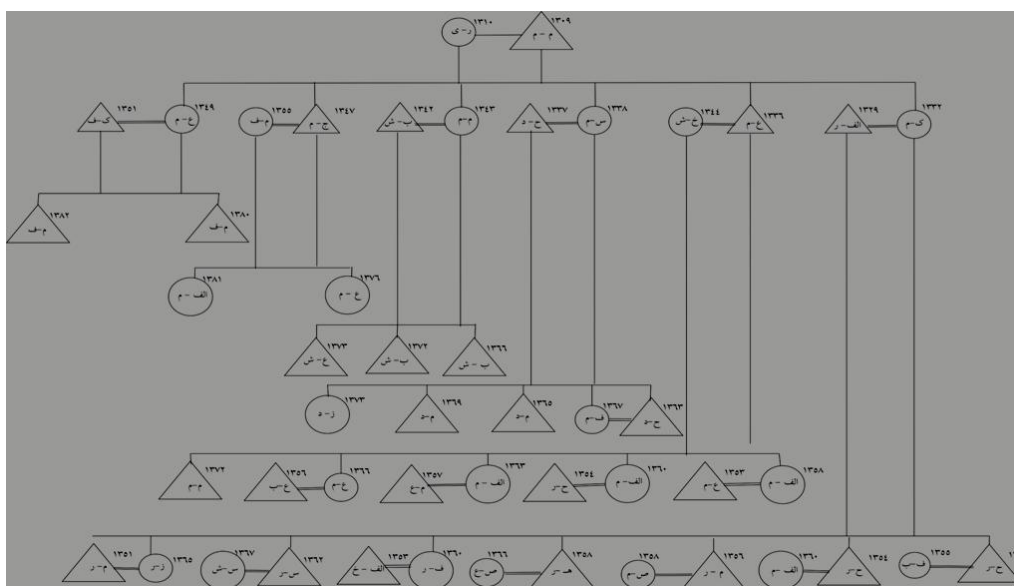 ۱۳۰۹ م - م ۱۳۱۰ ر - ی
۱۳۳۲ ک - م ۱۳۲۹ الف - ر ۱۳۳۶ ع - م ۱۳۴۴ خ - ش ۱۳۳۸ س - م ۱۳۳۷ ح - د ۱۳۴۳ م - م ۱۳۴۲ ب - ش ۱۳۴۷ ج - م ۱۳۵۵ م - ف ۱۳۴۹ ع - م ۱۳۵۱ ک - ف
۱۳۸۰ م - ف ۱۳۸۲ م - ف
۱۳۷۶ ع - م ۱۳۸۱ الف - م
۱۳۶۶ ب - ش ۱۳۷۲ ب - ش ۱۳۷۳ ع - ش
۱۳۶۳ ح - د ۱۳۶۷ ف - م ۱۳۶۵ م - د ۱۳۶۹ م - د ۱۳۷۳ ز - د
۱۳۵۸ الف - م ۱۳۵۳ ع - م ۱۳۶۰ الف - م ۱۳۵۴ ح - ر ۱۳۶۳ الف - م ۱۳۵۷ م - ع ۱۳۶۶ ع - م ۱۳۵۶ ع - ب ۱۳۷۲ م - م
ح - ر ۱۳۵۵ ف - ب ۱۳۵۴ ح - ر ۱۳۶۰ الف - م ۱۳۵۶ م - ر ۱۳۵۸ ص - م ۱۳۵۸ ه - ر ۱۳۶۶ ص - ع ۱۳۶۰ ف - ر ۱۳۵۳ الف - ح ۱۳۶۲ س - ر ۱۳۶۷ س - ش ۱۳۶۵ ز - ر ۱۳۵۱ م - ر